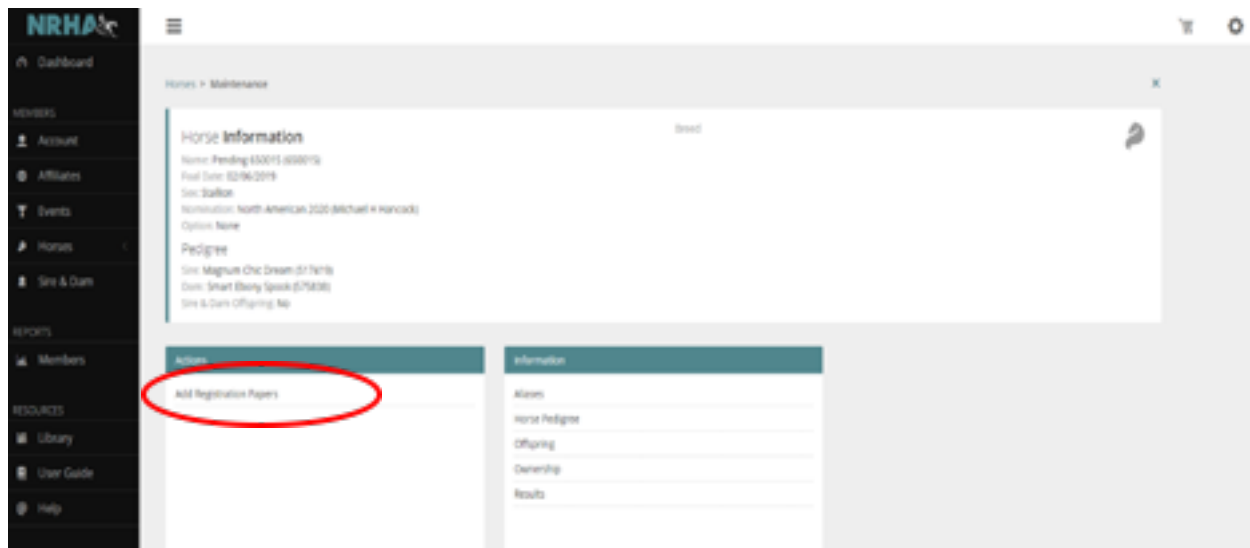 NRHA
Dashboard
Horses > Maintenance
MEMBERS
Account
Affiliates
Events
Horses
Sire & Dam
REPORTS
Members
RESOURCES
Library
User Guide
Help
Horse Information
Breed
Name: Pending 650015 (650015)
Foal Date: 02/06/2019
Sex: Stallion
Nomination: North American 2020 (Michael H Hancock)
Option: None
Pedigree
Sire: Magnum Chic Dream (517619)
Dam: Smart Ebony Spook (575808)
Sire & Dam Offspring: No
Actions
Add Registration Papers
Information
Aliases
Horse Pedigree
Offspring
Ownership
Results